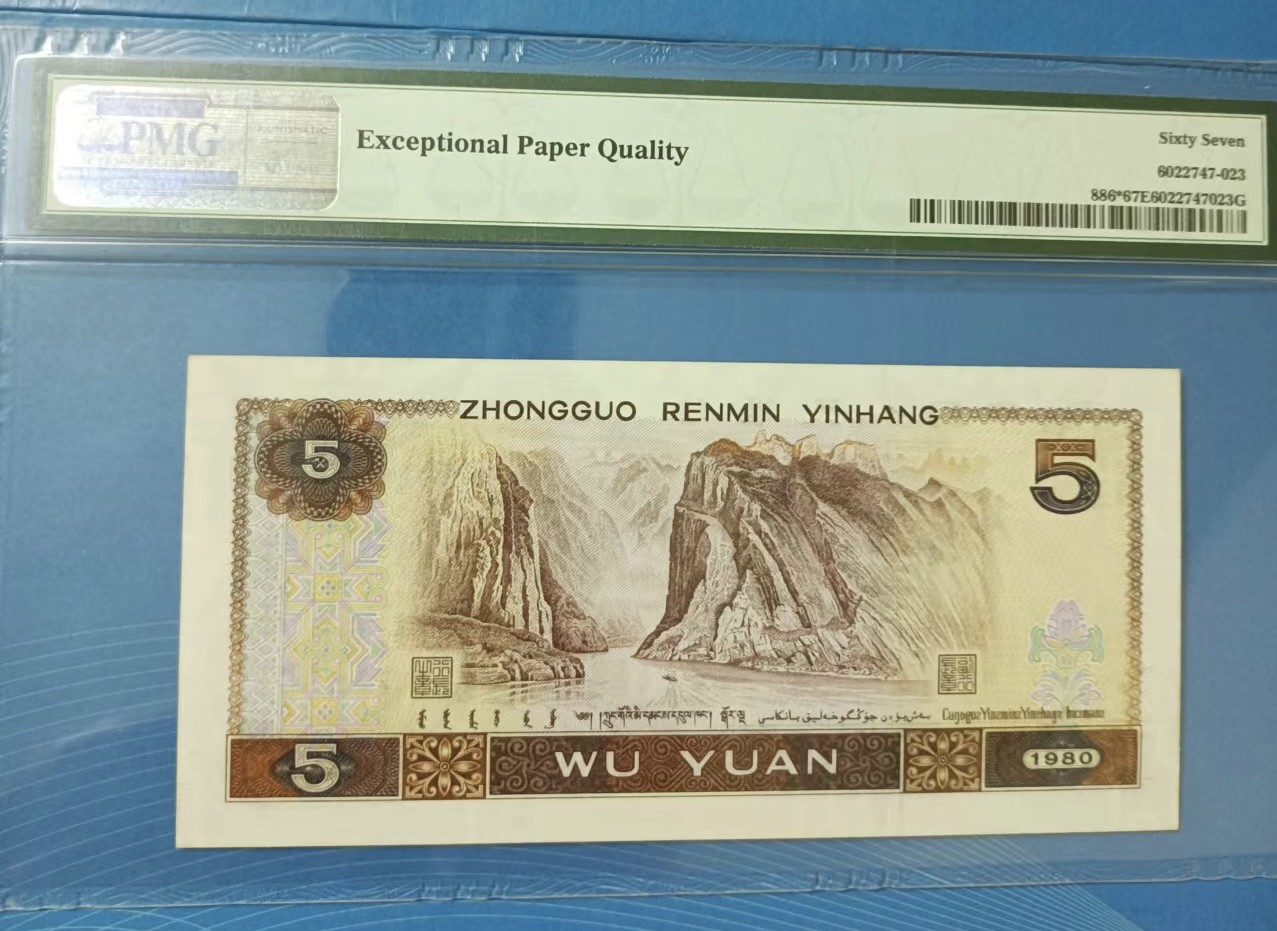 PMG
Exceptional Paper Quality
Sixty Seven
6022747-023
886*67E6022747023G
ZHONGGUO RENMIN YINHANG
5
5
5
WU YUAN
1980